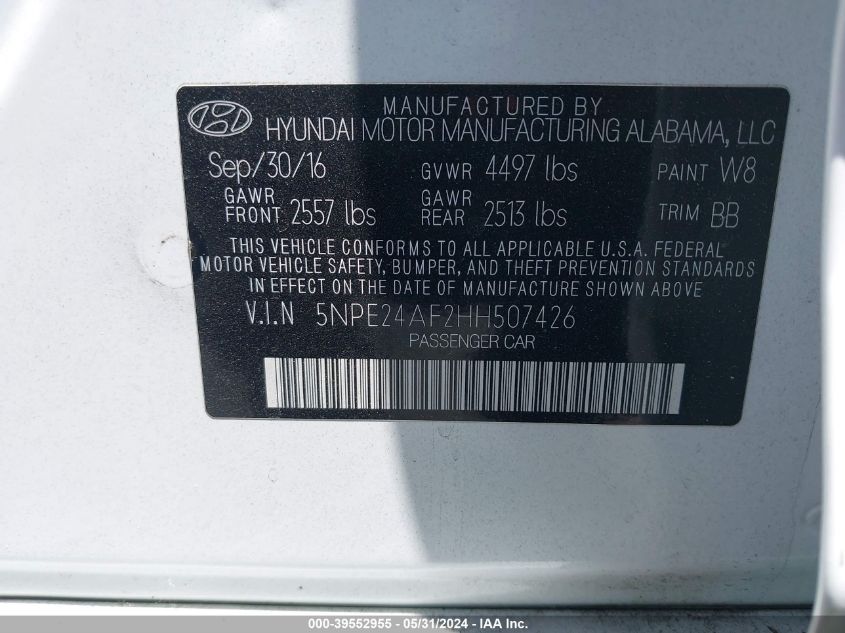 MANUFACTURED BY
HYUNDAI MOTOR MANUFACTURING ALABAMA, LLC
Sep/30/16 GVWR 4497 lbs PAINT W8
GAWR FRONT 2557 lbs GAWR REAR 2513 lbs TRIM BB
THIS VEHICLE CONFORMS TO ALL APPLICABLE U.S.A. FEDERAL
MOTOR VEHICLE SAFETY, BUMPER, AND THEFT PREVENTION STANDARDS
IN EFFECT ON THE DATE OF MANUFACTURE SHOWN ABOVE
V.I.N 5NPE24AF2HH507426
PASSENGER CAR
000-39552955 - 05/31/2024 - IAA, Inc.